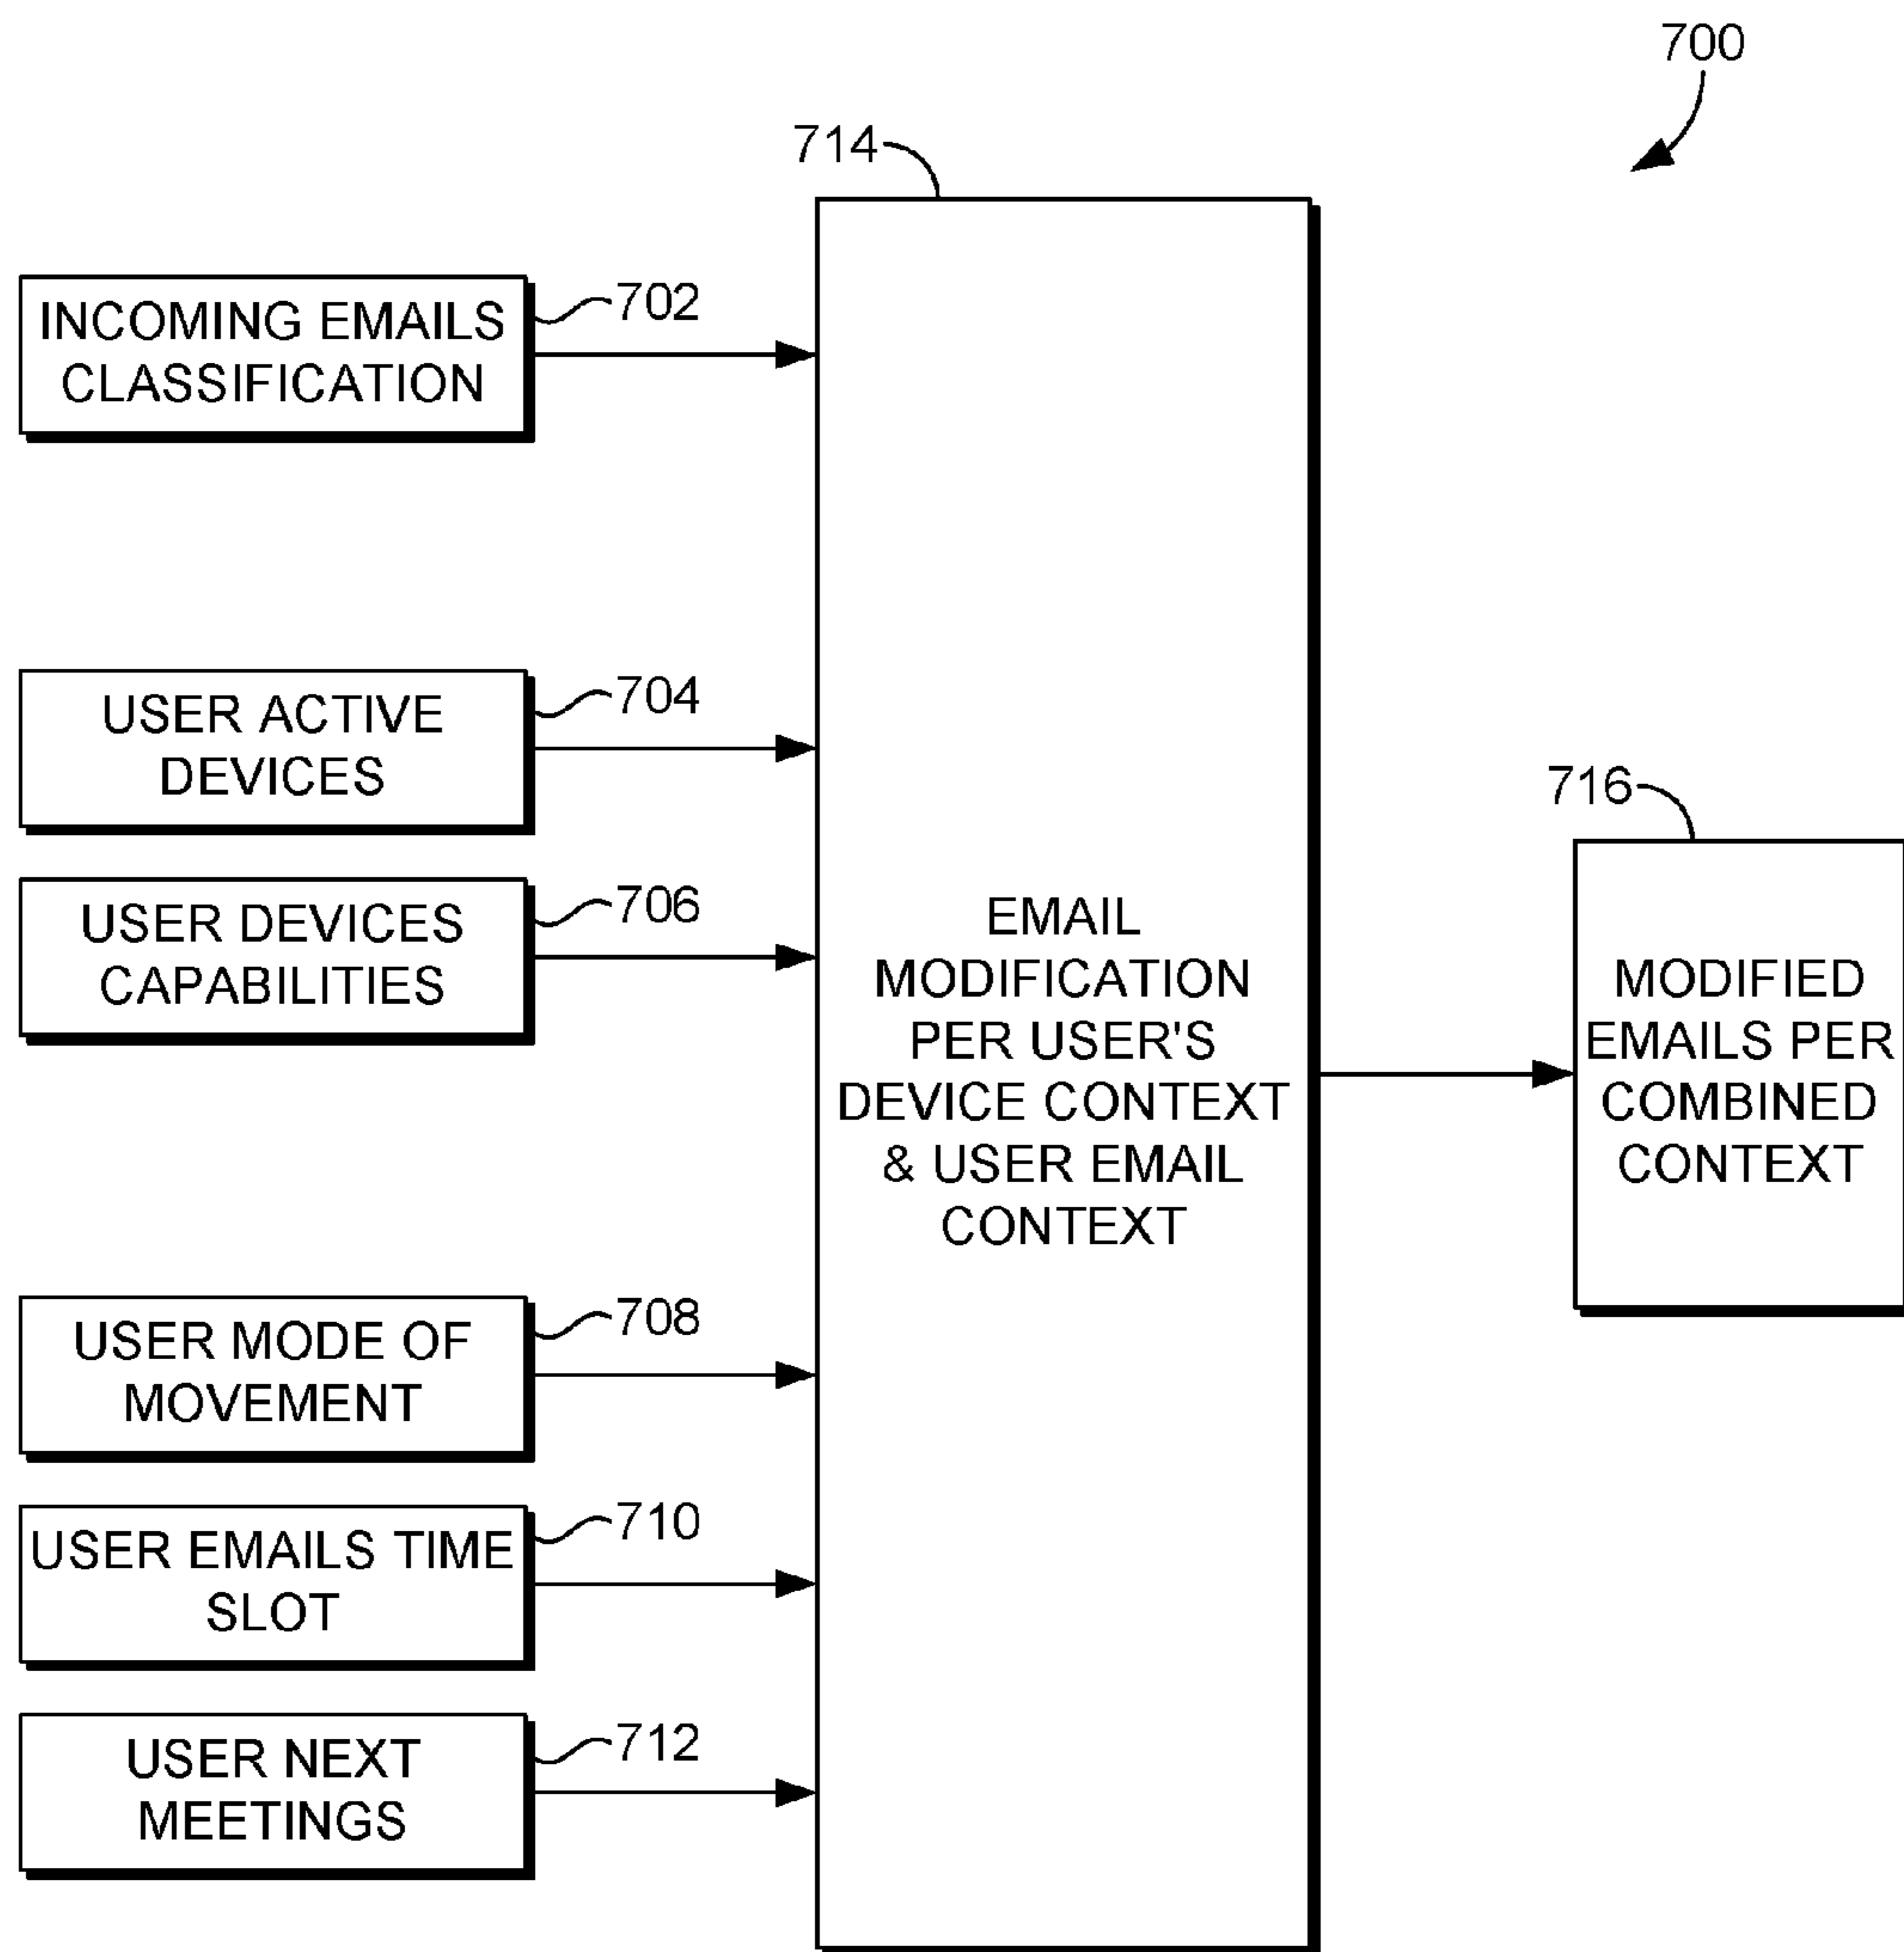 700
714
INCOMING EMAILS
CLASSIFICATION
702
USER ACTIVE
DEVICES
704
USER DEVICES
CAPABILITIES
706
USER MODE OF
MOVEMENT
708
USER EMAILS TIME
SLOT
710
USER NEXT
MEETINGS
712
EMAIL
MODIFICATION
PER USER'S
DEVICE CONTEXT
& USER EMAIL
CONTEXT
716
MODIFIED
EMAILS PER
COMBINED
CONTEXT